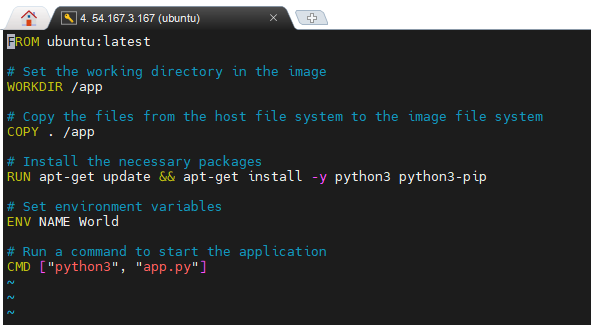 4. 54.167.3.167 (ubuntu)
FROM ubuntu:latest
# Set the working directory in the image
WORKDIR /app
# Copy the files from the host file system to the image file system
COPY . /app
# Install the necessary packages
RUN apt-get update && apt-get install -y python3 python3-pip
# Set environment variables
ENV NAME World
# Run a command to start the application
CMD ["python3", "app.py"]
~
~
~